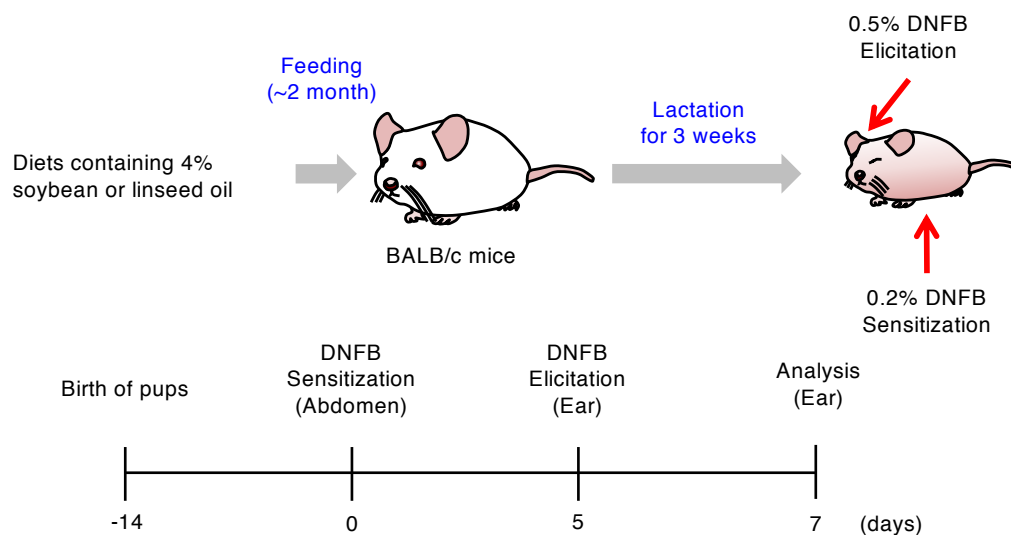 0.5% DNFB
Elicitation
Feeding
(~2 month)
Lactation
for 3 weeks
Diets containing 4%
soybean or linseed oil
BALB/c mice
0.2% DNFB
Sensitization
Birth of pups
DNFB
Sensitization
(Abdomen)
DNFB
Elicitation
(Ear)
Analysis
(Ear)
-14
0
5
7
(days)